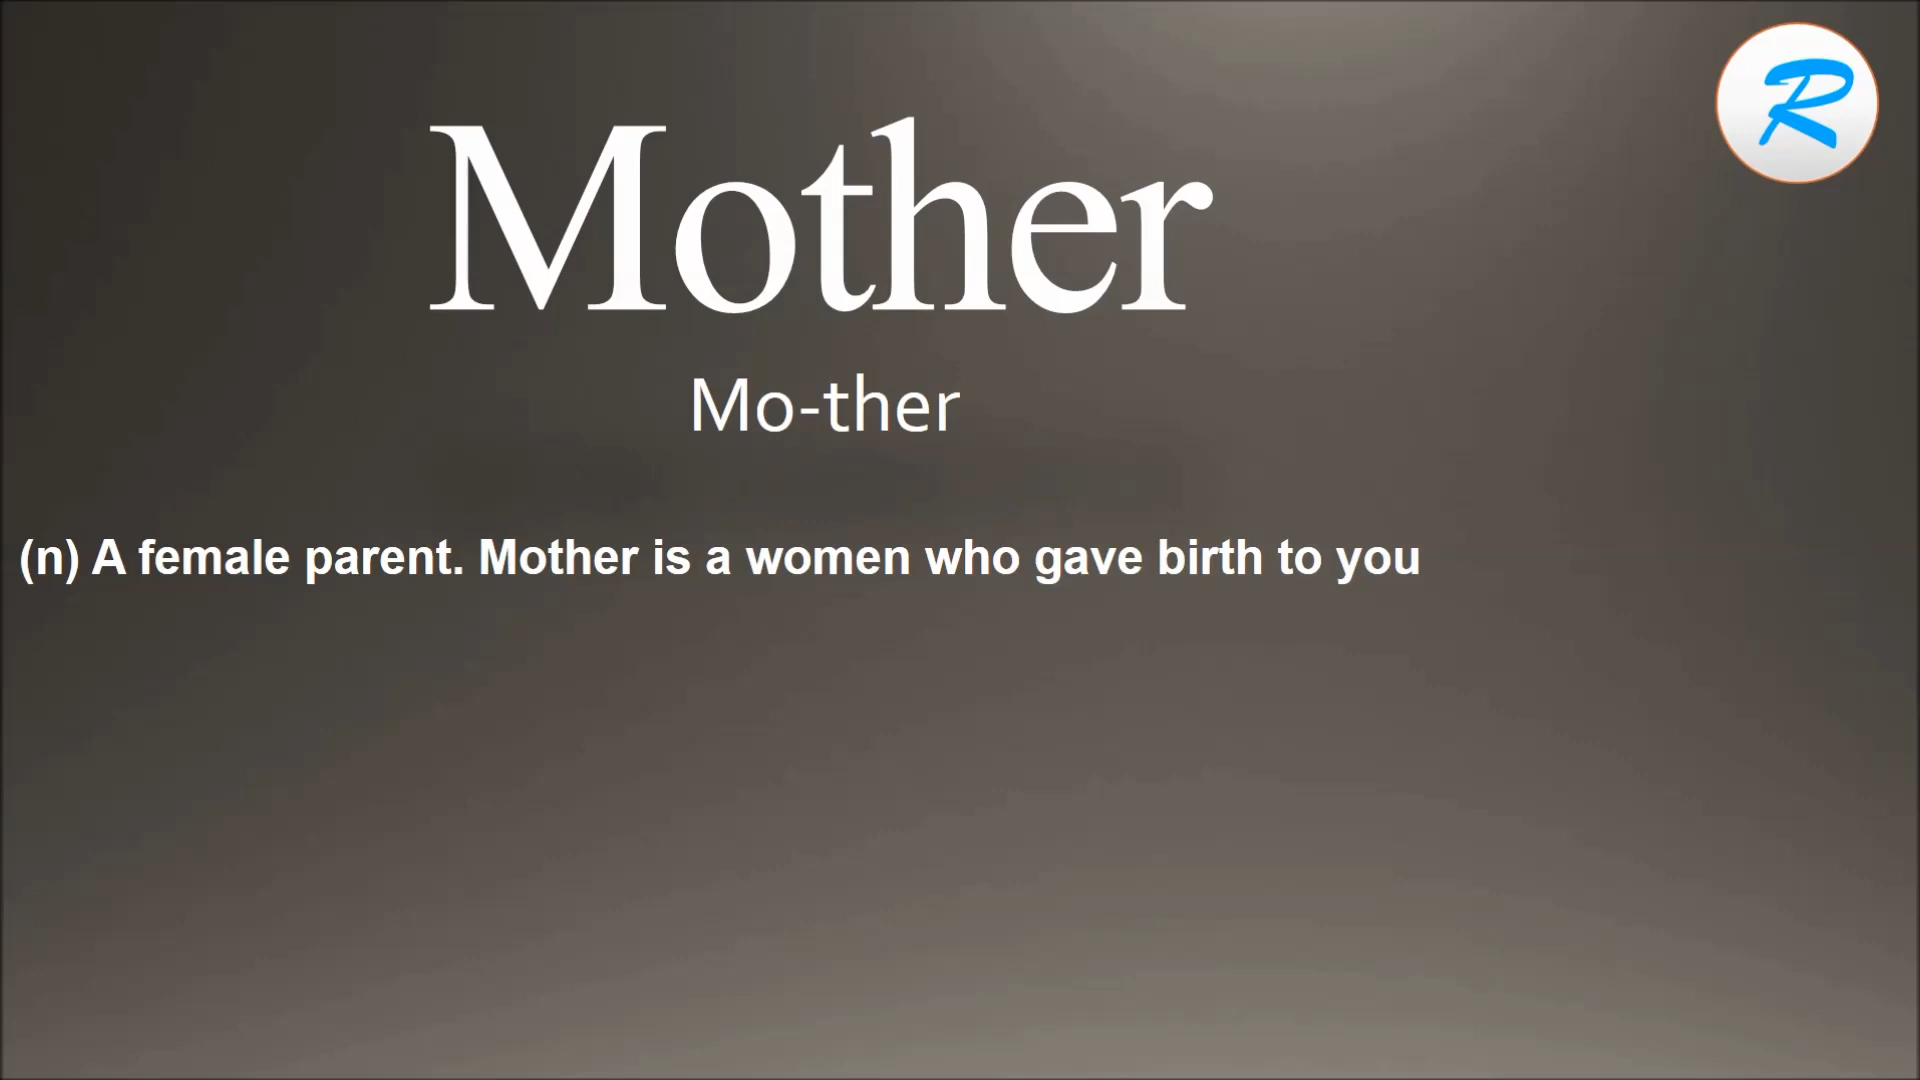 R
Mother
Mo-ther
(n) A female parent. Mother is a women who gave birth to you